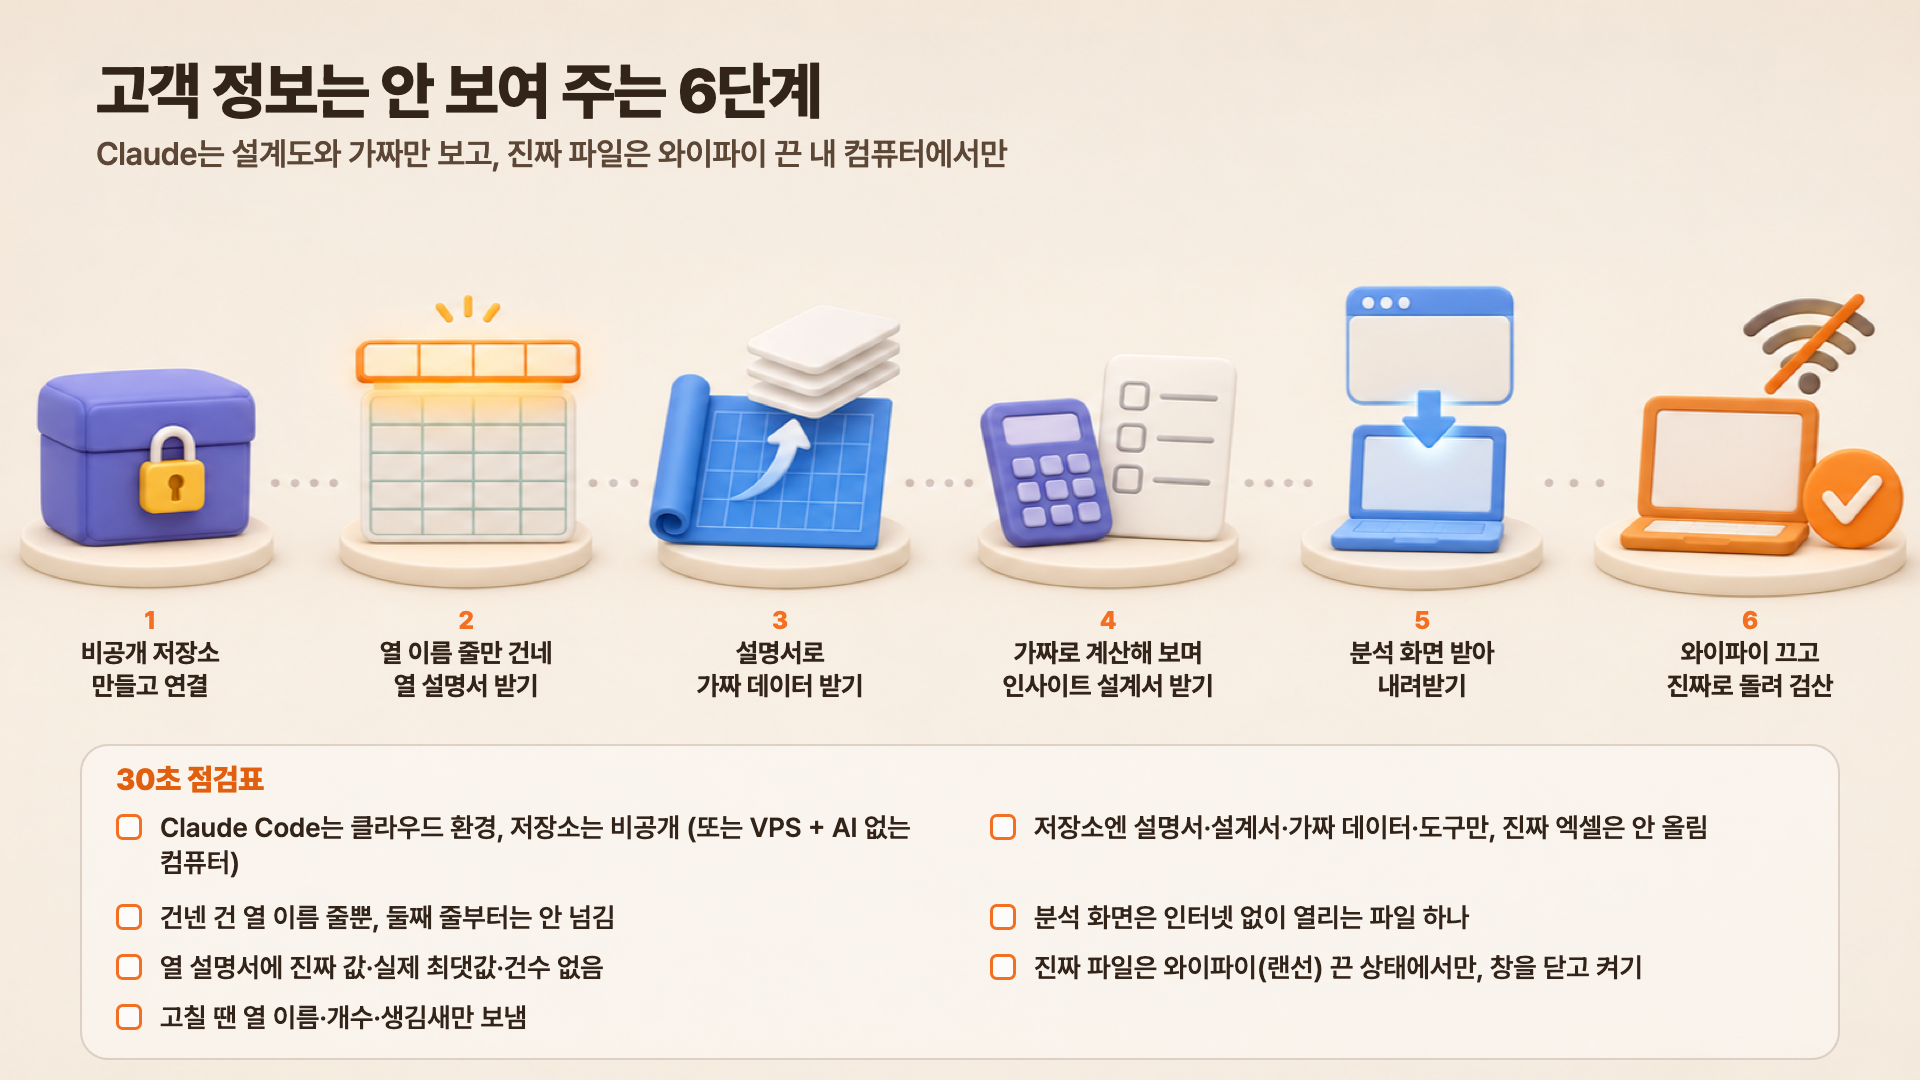 고객 정보는 안 보여 주는 6단계
Claude는 설계도와 가짜만 보고, 진짜 파일은 와이파이 끈 내 컴퓨터에서만
1
비공개 저장소
만들고 연결
2
열 이름 줄만 건네
열 설명서 받기
3
설명서로
가짜 데이터 받기
4
가짜로 계산해 보며
인사이트 설계서 받기
5
분석 화면 받아
내려받기
6
와이파이 끄고
진짜로 돌려 검산
30초 점검표
Claude Code는 클라우드 환경, 저장소는 비공개 (또는 VPS + AI 없는
컴퓨터)
저장소엔 설명서·설계서·가짜 데이터·도구만, 진짜 엑셀은 안 올림
건넨 건 열 이름 줄뿐, 둘째 줄부터는 안 넘김
분석 화면은 인터넷 없이 열리는 파일 하나
열 설명서에 진짜 값·실제 최댓값·건수 없음
진짜 파일은 와이파이(랜선) 끈 상태에서만, 창을 닫고 켜기
고칠 땐 열 이름·개수·생김새만 보냄